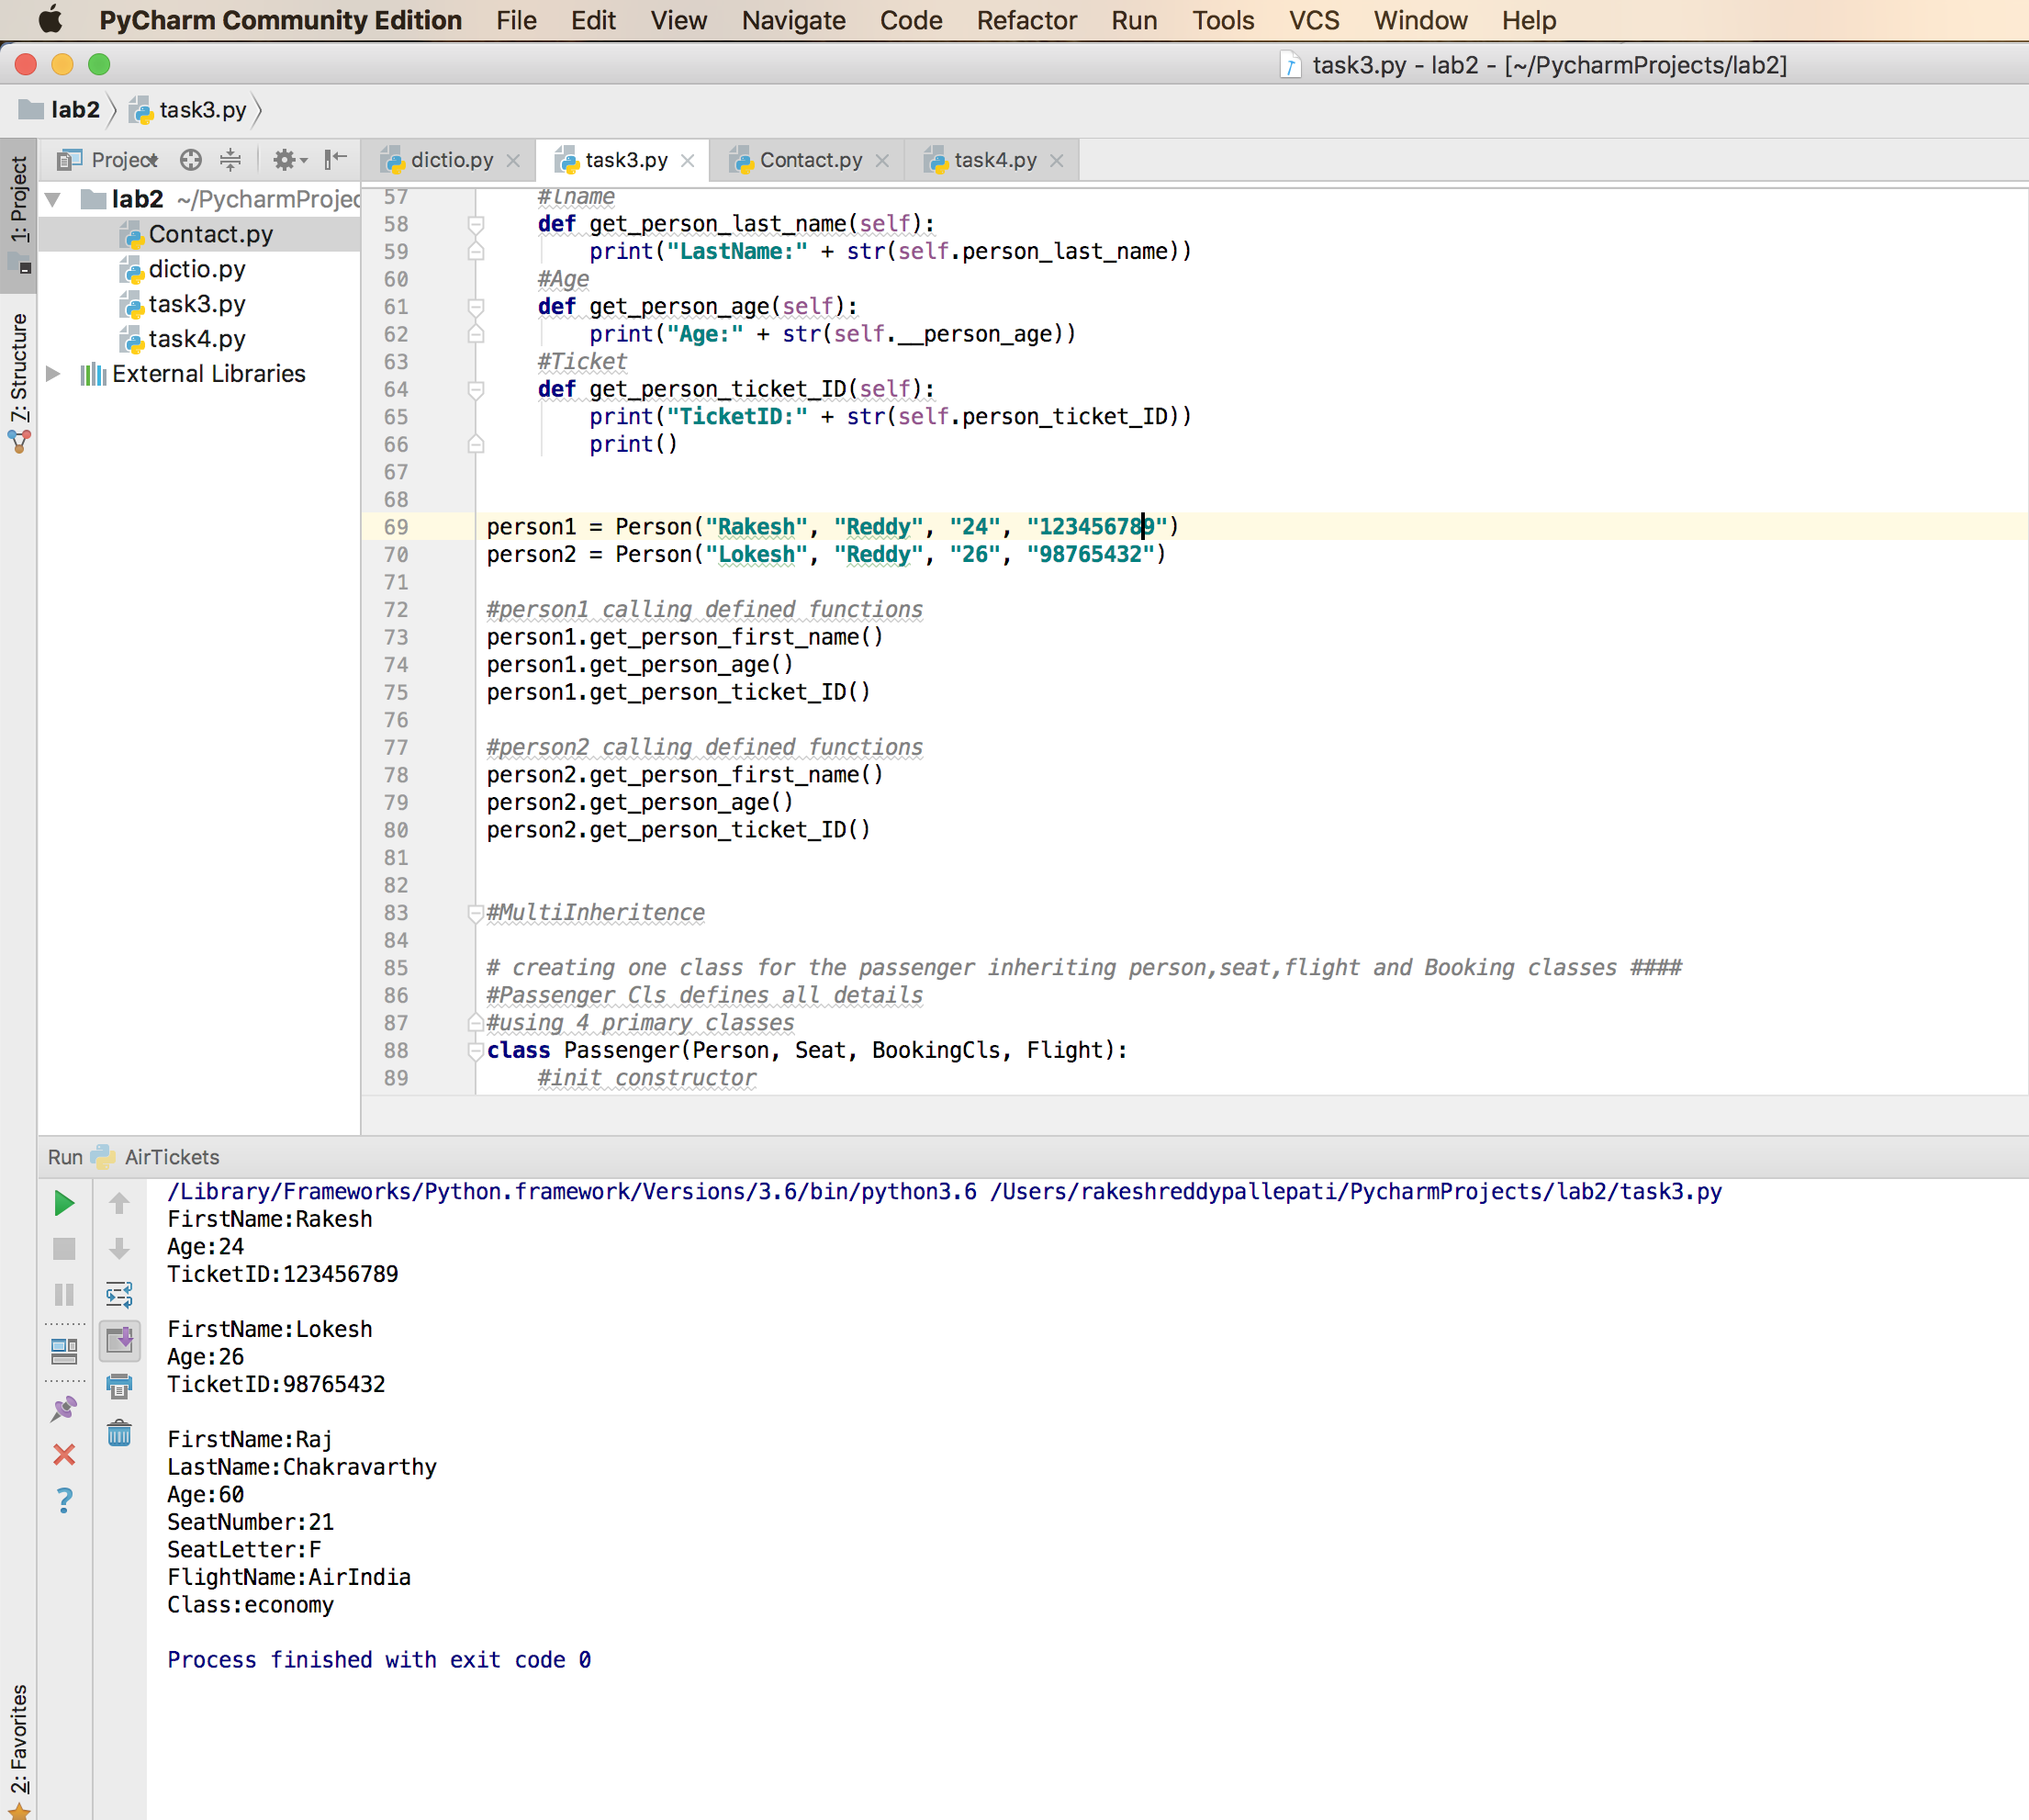 PyCharm Community Edition File Edit View Navigate Code Refactor Run Tools VCS Window Help
task3.py - lab2 - [~/PycharmProjects/lab2]
lab2 task3.py
1: Project
Z: Structure
2: Favorites
Project
lab2 ~/PycharmProjec
Contact.py
dictio.py
task3.py
task4.py
External Libraries
dictio.py task3.py Contact.py task4.py
57 #lname
58 def get_person_last_name(self):
59 print("LastName:" + str(self.person_last_name))
60 #Age
61 def get_person_age(self):
62 print("Age:" + str(self.__person_age))
63 #Ticket
64 def get_person_ticket_ID(self):
65 print("TicketID:" + str(self.person_ticket_ID))
66 print()
67
68
69 person1 = Person("Rakesh", "Reddy", "24", "123456789")
70 person2 = Person("Lokesh", "Reddy", "26", "98765432")
71
72 #person1 calling defined functions
73 person1.get_person_first_name()
74 person1.get_person_age()
75 person1.get_person_ticket_ID()
76
77 #person2 calling defined functions
78 person2.get_person_first_name()
79 person2.get_person_age()
80 person2.get_person_ticket_ID()
81
82
83 #MultiInheritence
84
85 # creating one class for the passenger inheriting person,seat,flight and Booking classes ####
86 #Passenger Cls defines all details
87 #using 4 primary classes
88 class Passenger(Person, Seat, BookingCls, Flight):
89 #init constructor
Run AirTickets
/Library/Frameworks/Python.framework/Versions/3.6/bin/python3.6 /Users/rakeshreddypallepati/PycharmProjects/lab2/task3.py
FirstName:Rakesh
Age:24
TicketID:123456789
FirstName:Lokesh
Age:26
TicketID:98765432
FirstName:Raj
LastName:Chakravarthy
Age:60
SeatNumber:21
SeatLetter:F
FlightName:AirIndia
Class:economy
Process finished with exit code 0